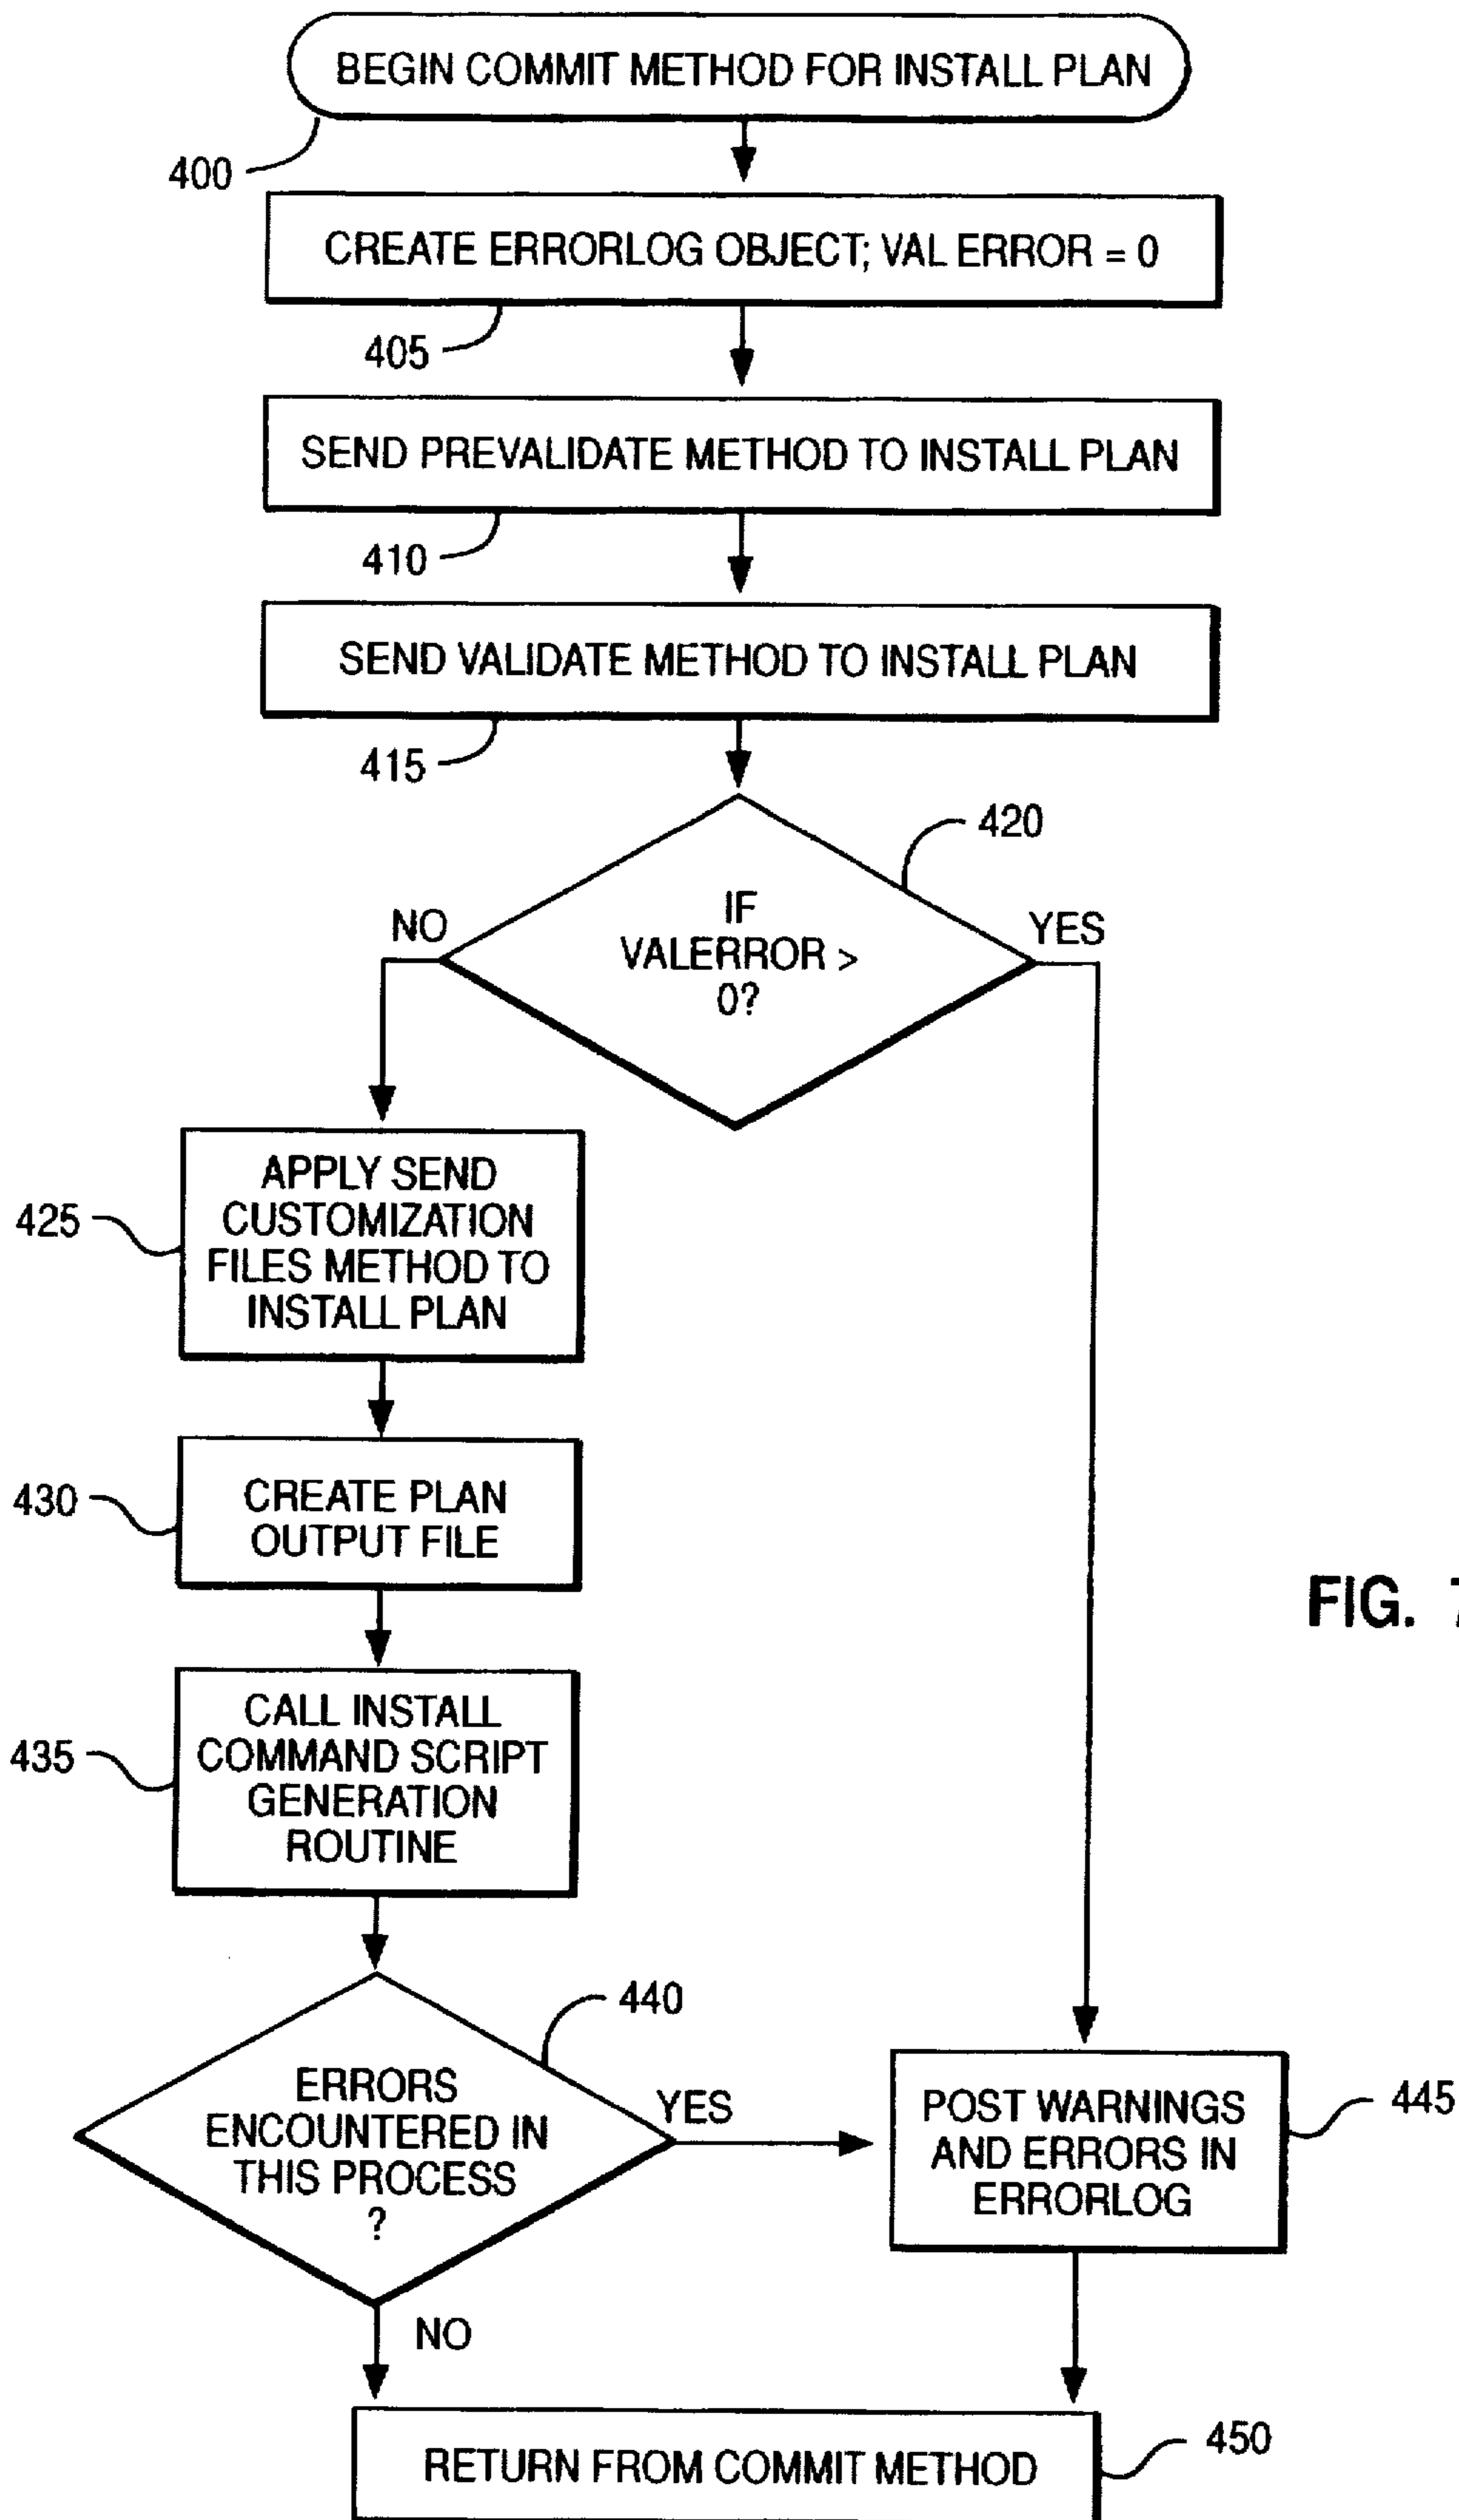 BEGIN COMMIT METHOD FOR INSTALL PLAN
400
CREATE ERRORLOG OBJECT; VAL ERROR = 0
405
SEND PREVALIDATE METHOD TO INSTALL PLAN
410
SEND VALIDATE METHOD TO INSTALL PLAN
415
420
IF
VALERROR >
0?
NO
YES
APPLY SEND
CUSTOMIZATION
FILES METHOD TO
INSTALL PLAN
425
CREATE PLAN
OUTPUT FILE
430
FIG. 7
CALL INSTALL
COMMAND SCRIPT
GENERATION
ROUTINE
435
440
ERRORS
ENCOUNTERED IN
THIS PROCESS
?
YES
NO
POST WARNINGS
AND ERRORS IN
ERRORLOG
445
RETURN FROM COMMIT METHOD
450